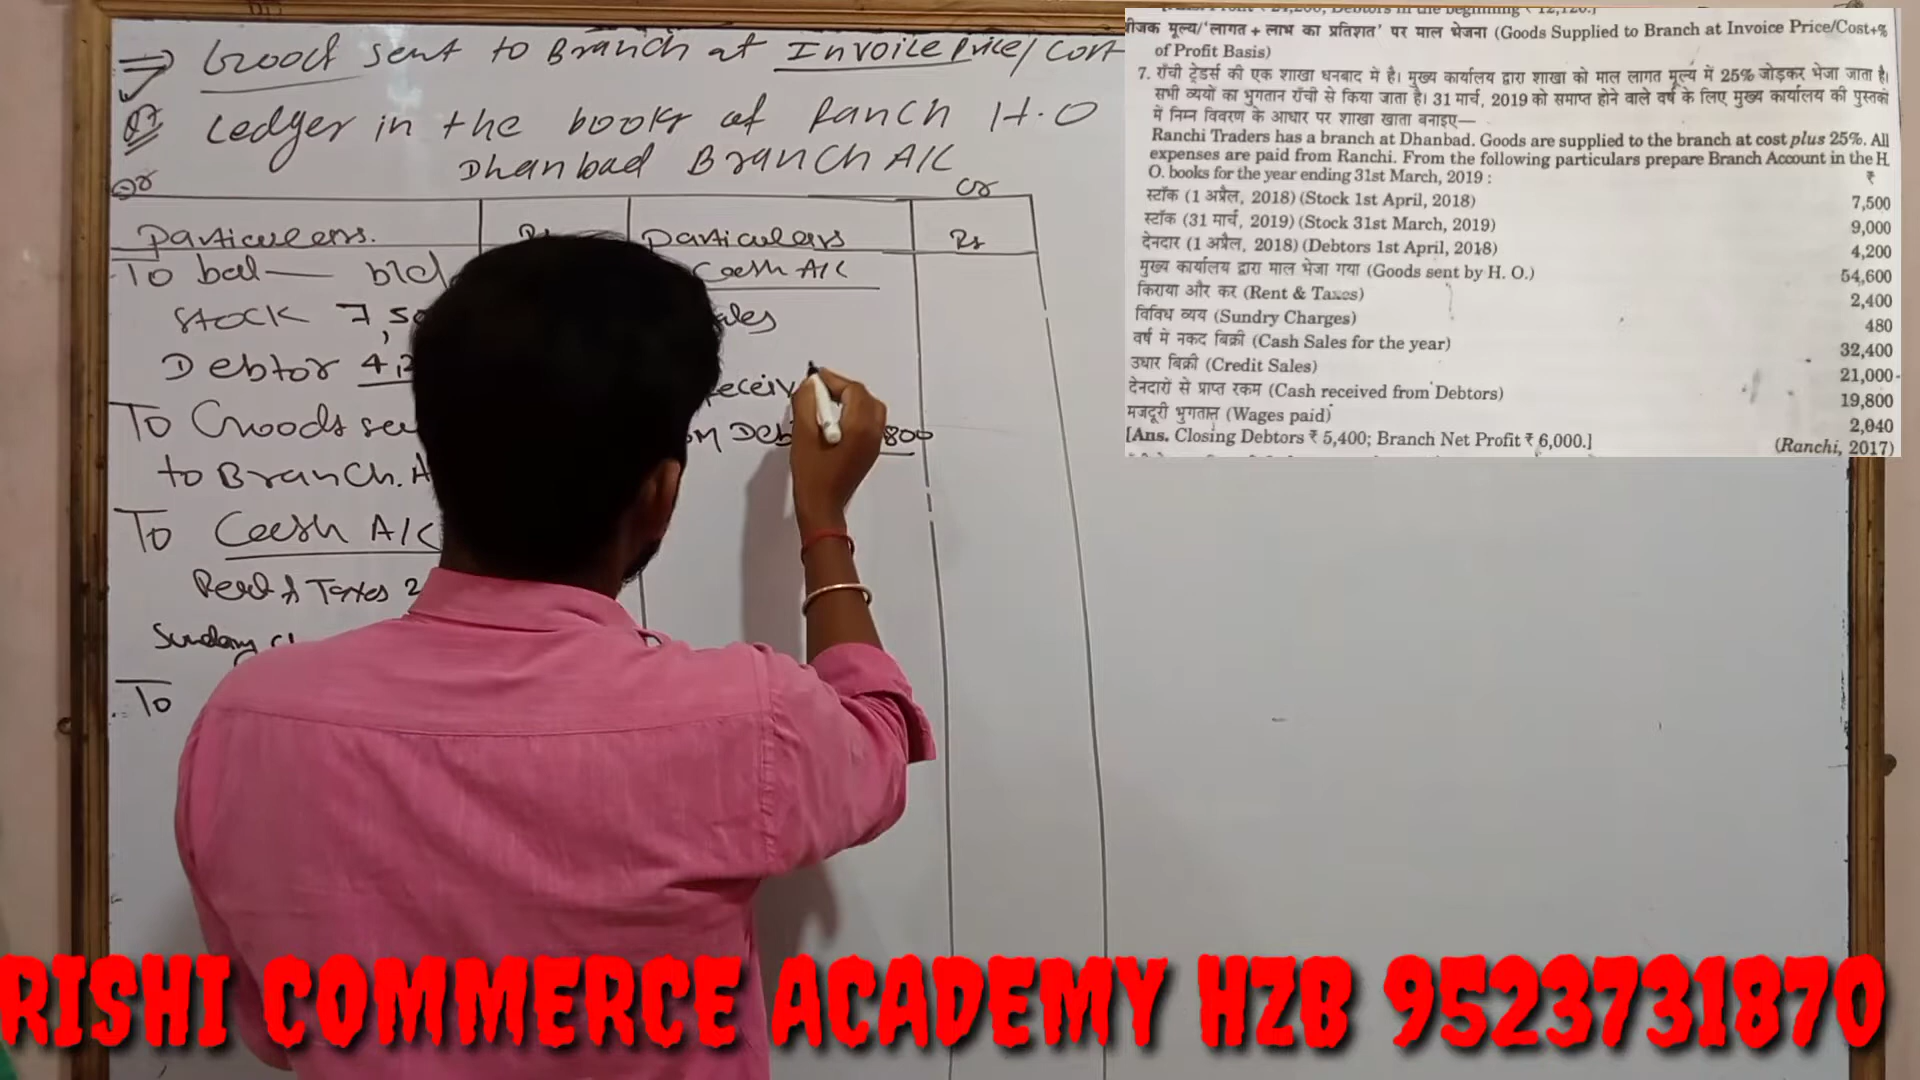 ⇒ Good sent to Branch at Invoice Price/Cost
Q7 Ledger in the books of Ranch H.O
Dhanbad Branch A/C
Dr
Cr
Particulers.
Particulars
Rs
To bal— b/d
Cash A/C
Stock 7,5
ales
Debtor 4,2
receiv
To Goods sen
om Deb 800
to Branch. A
To Cash A/C
Rent & Taxes 2
Sundary
To
बीजक मूल्य/'लागत + लाभ का प्रतिशत' पर माल भेजना (Goods Supplied to Branch at Invoice Price/Cost+%
of Profit Basis)
7. राँची ट्रेडर्स की एक शाखा धनबाद में है। मुख्य कार्यालय द्वारा शाखा को माल लागत मूल्य में 25% जोड़कर भेजा जाता है।
सभी व्ययों का भुगतान राँची से किया जाता है। 31 मार्च, 2019 को समाप्त होने वाले वर्ष के लिए मुख्य कार्यालय की पुस्तकों
में निम्न विवरण के आधार पर शाखा खाता बनाइए—
Ranchi Traders has a branch at Dhanbad. Goods are supplied to the branch at cost plus 25%. All
expenses are paid from Ranchi. From the following particulars prepare Branch Account in the H.
O. books for the year ending 31st March, 2019 : ₹
स्टॉक (1 अप्रैल, 2018) (Stock 1st April, 2018) 7,500
स्टॉक (31 मार्च, 2019) (Stock 31st March, 2019) 9,000
देनदार (1 अप्रैल, 2018) (Debtors 1st April, 2018) 4,200
मुख्य कार्यालय द्वारा माल भेजा गया (Goods sent by H. O.) 54,600
किराया और कर (Rent & Taxes) 2,400
विविध व्यय (Sundry Charges) 480
वर्ष में नकद बिक्री (Cash Sales for the year) 32,400
उधार बिक्री (Credit Sales) 21,000
देनदारों से प्राप्त रकम (Cash received from Debtors) 19,800
मजदूरी भुगतान (Wages paid) 2,040
[Ans. Closing Debtors ₹ 5,400; Branch Net Profit ₹ 6,000.] (Ranchi, 2017)
RISHI COMMERCE ACADEMY HZB 9523731870